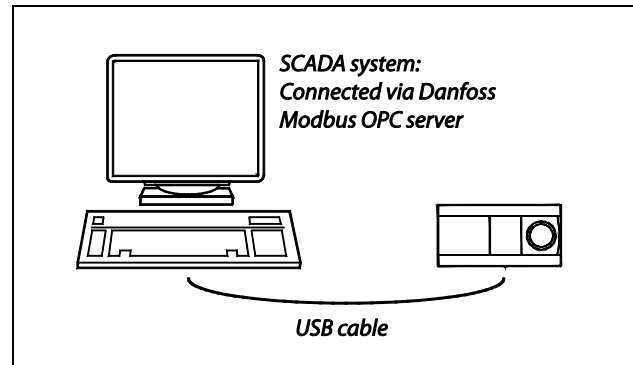 SCADA system:
Connected via Danfoss
Modbus OPC server
USB cable